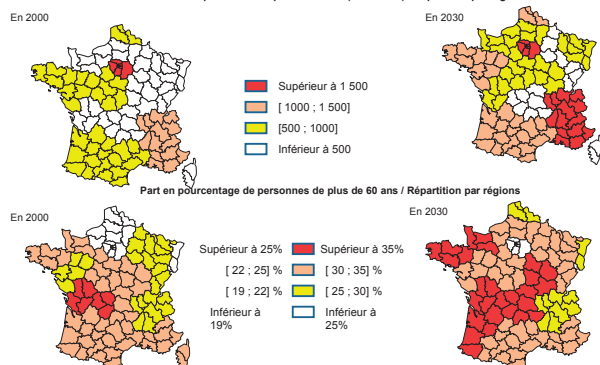 En 2000
En 2030
Supérieur à 1 500
[ 1000 ; 1 500]
[500 ; 1000]
Inférieur à 500
Part en pourcentage de personnes de plus de 60 ans / Répartition par régions
En 2000
En 2030
Supérieur à 25%
Supérieur à 35%
[ 22 ; 25] %
[ 30 ; 35] %
[ 19 ; 22] %
[ 25 ; 30] %
Inférieur à
19%
Inférieur à
25%